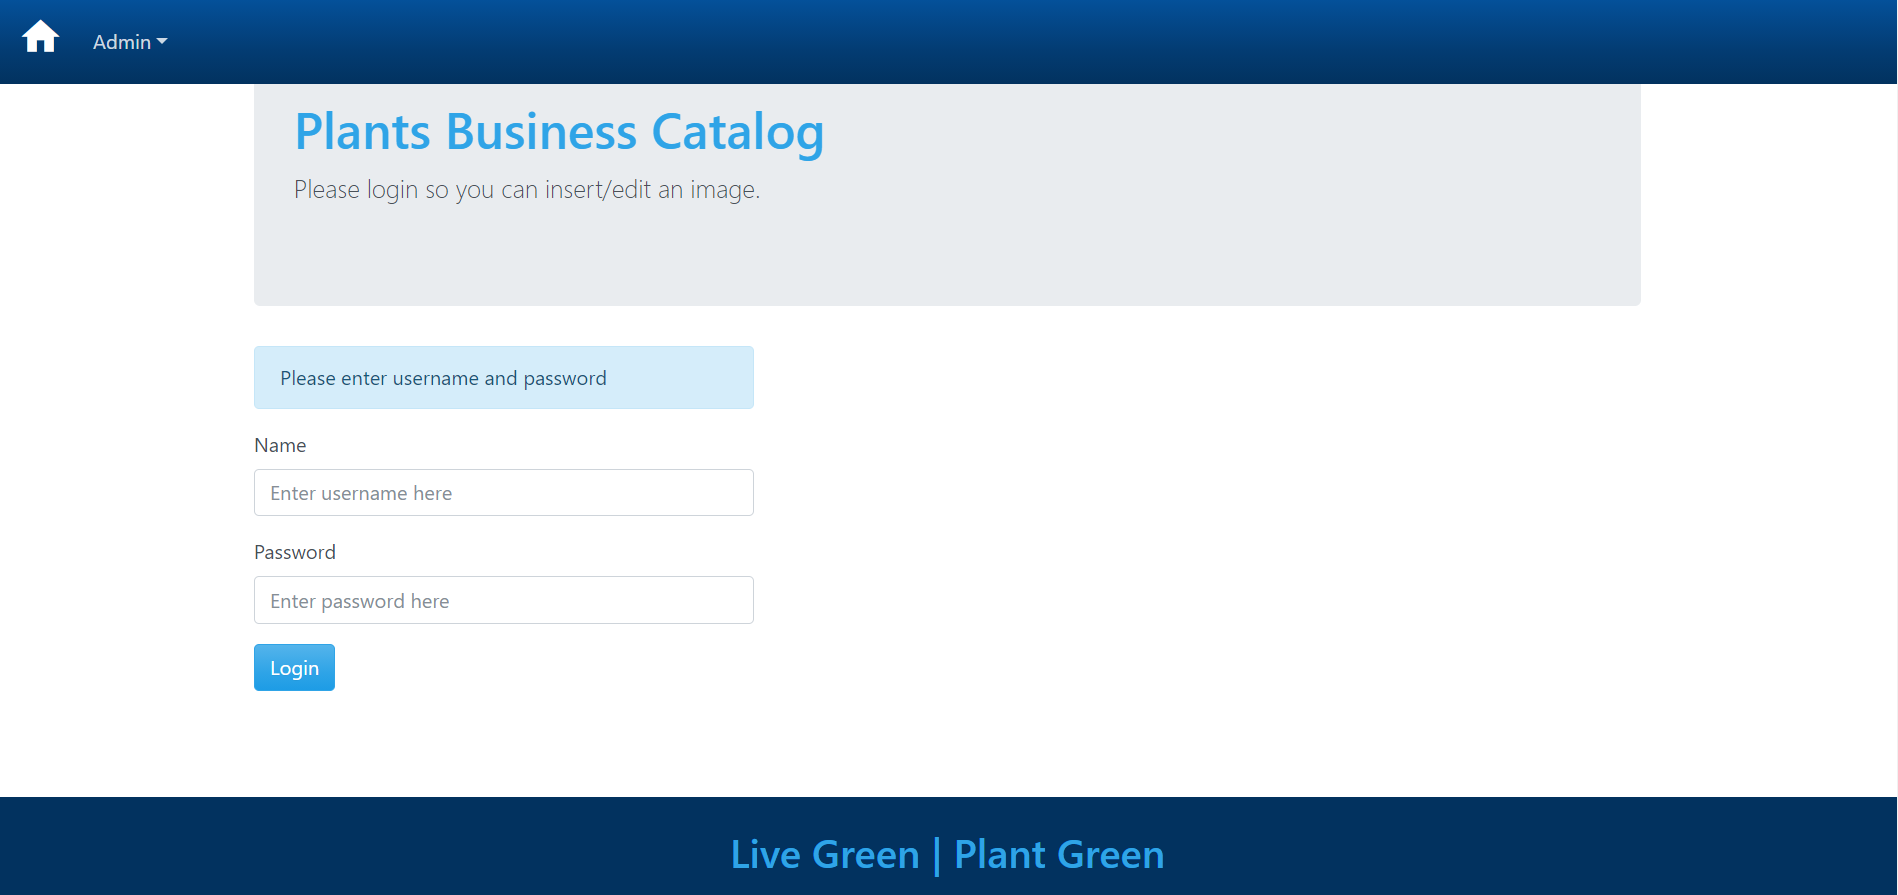 Admin
Plants Business Catalog
Please login so you can insert/edit an image.
Please enter username and password
Name
Enter username here
Password
Enter password here
Login
Live Green | Plant Green